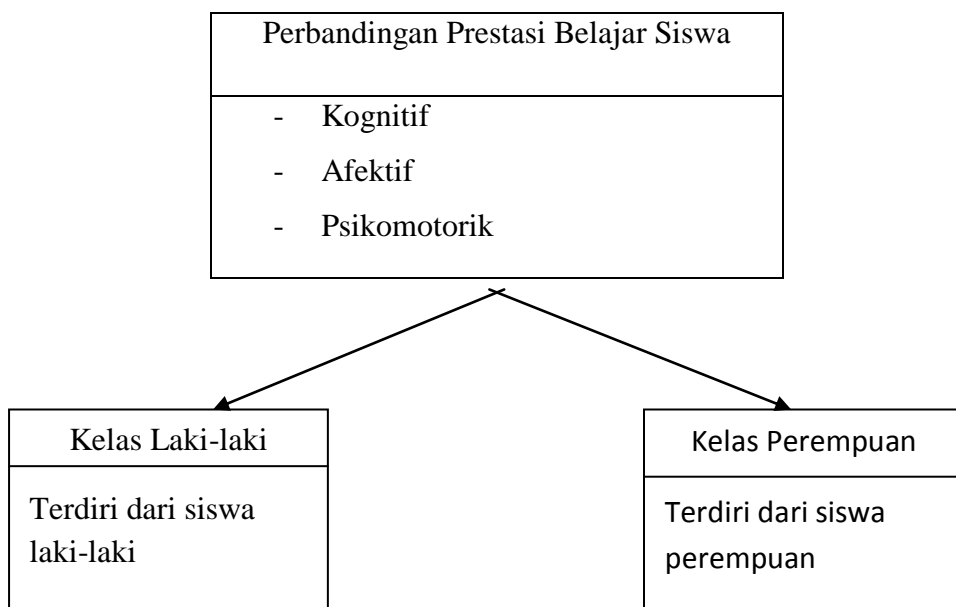 Perbandingan Prestasi Belajar Siswa
- Kognitif
- Afektif
- Psikomotorik
Kelas Laki-laki
Terdiri dari siswa
laki-laki
Kelas Perempuan
Terdiri dari siswa
perempuan